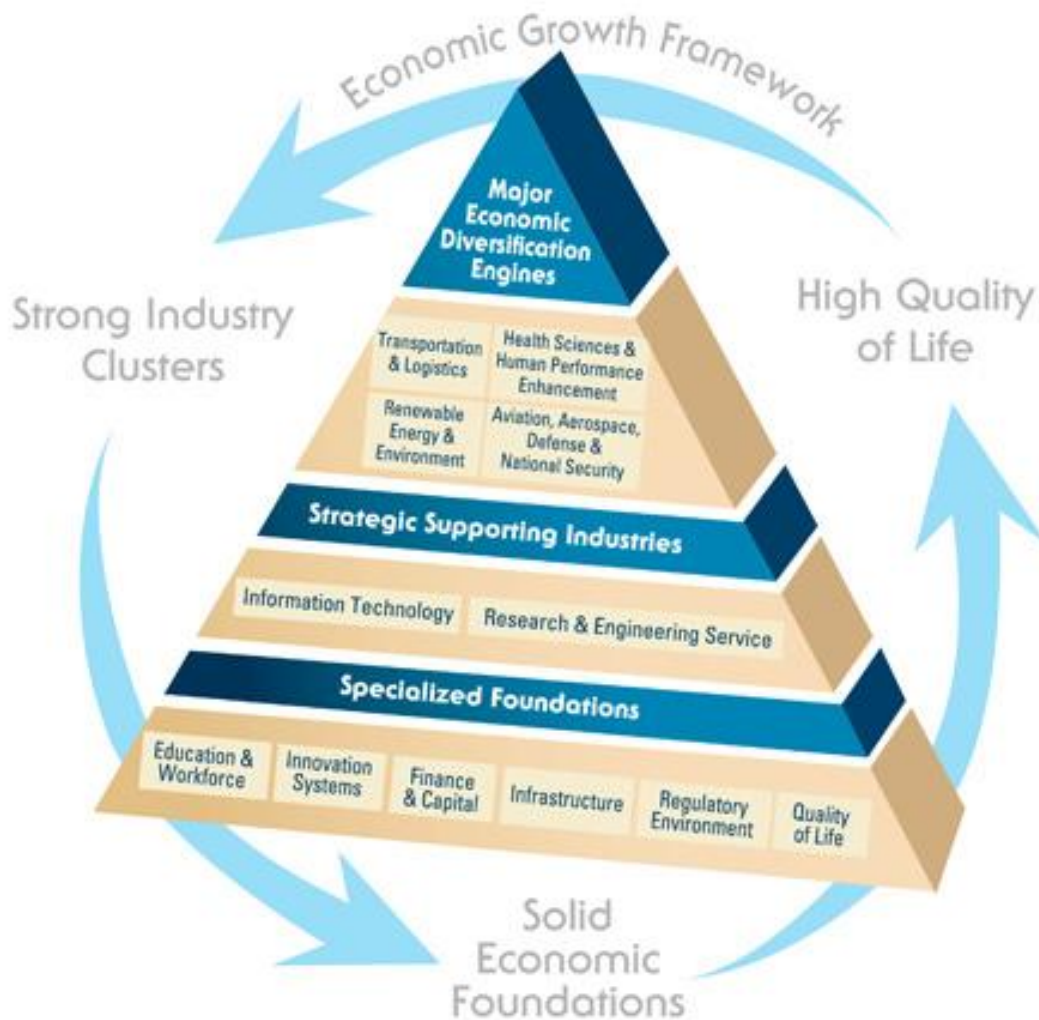 Economic Growth Framework
Major
Economic
Diversification
Engines
Strong Industry
Clusters
High Quality
of Life
Transportation
& Logistics
Health Sciences &
Human Performance
Enhancement
Renewable
Energy &
Environment
Aviation, Aerospace,
Defense &
National Security
Strategic Supporting Industries
Information Technology
Research & Engineering Service
Specialized Foundations
Education &
Workforce
Innovation
Systems
Finance
& Capital
Infrastructure
Regulatory
Environment
Quality
of Life
Solid
Economic
Foundations